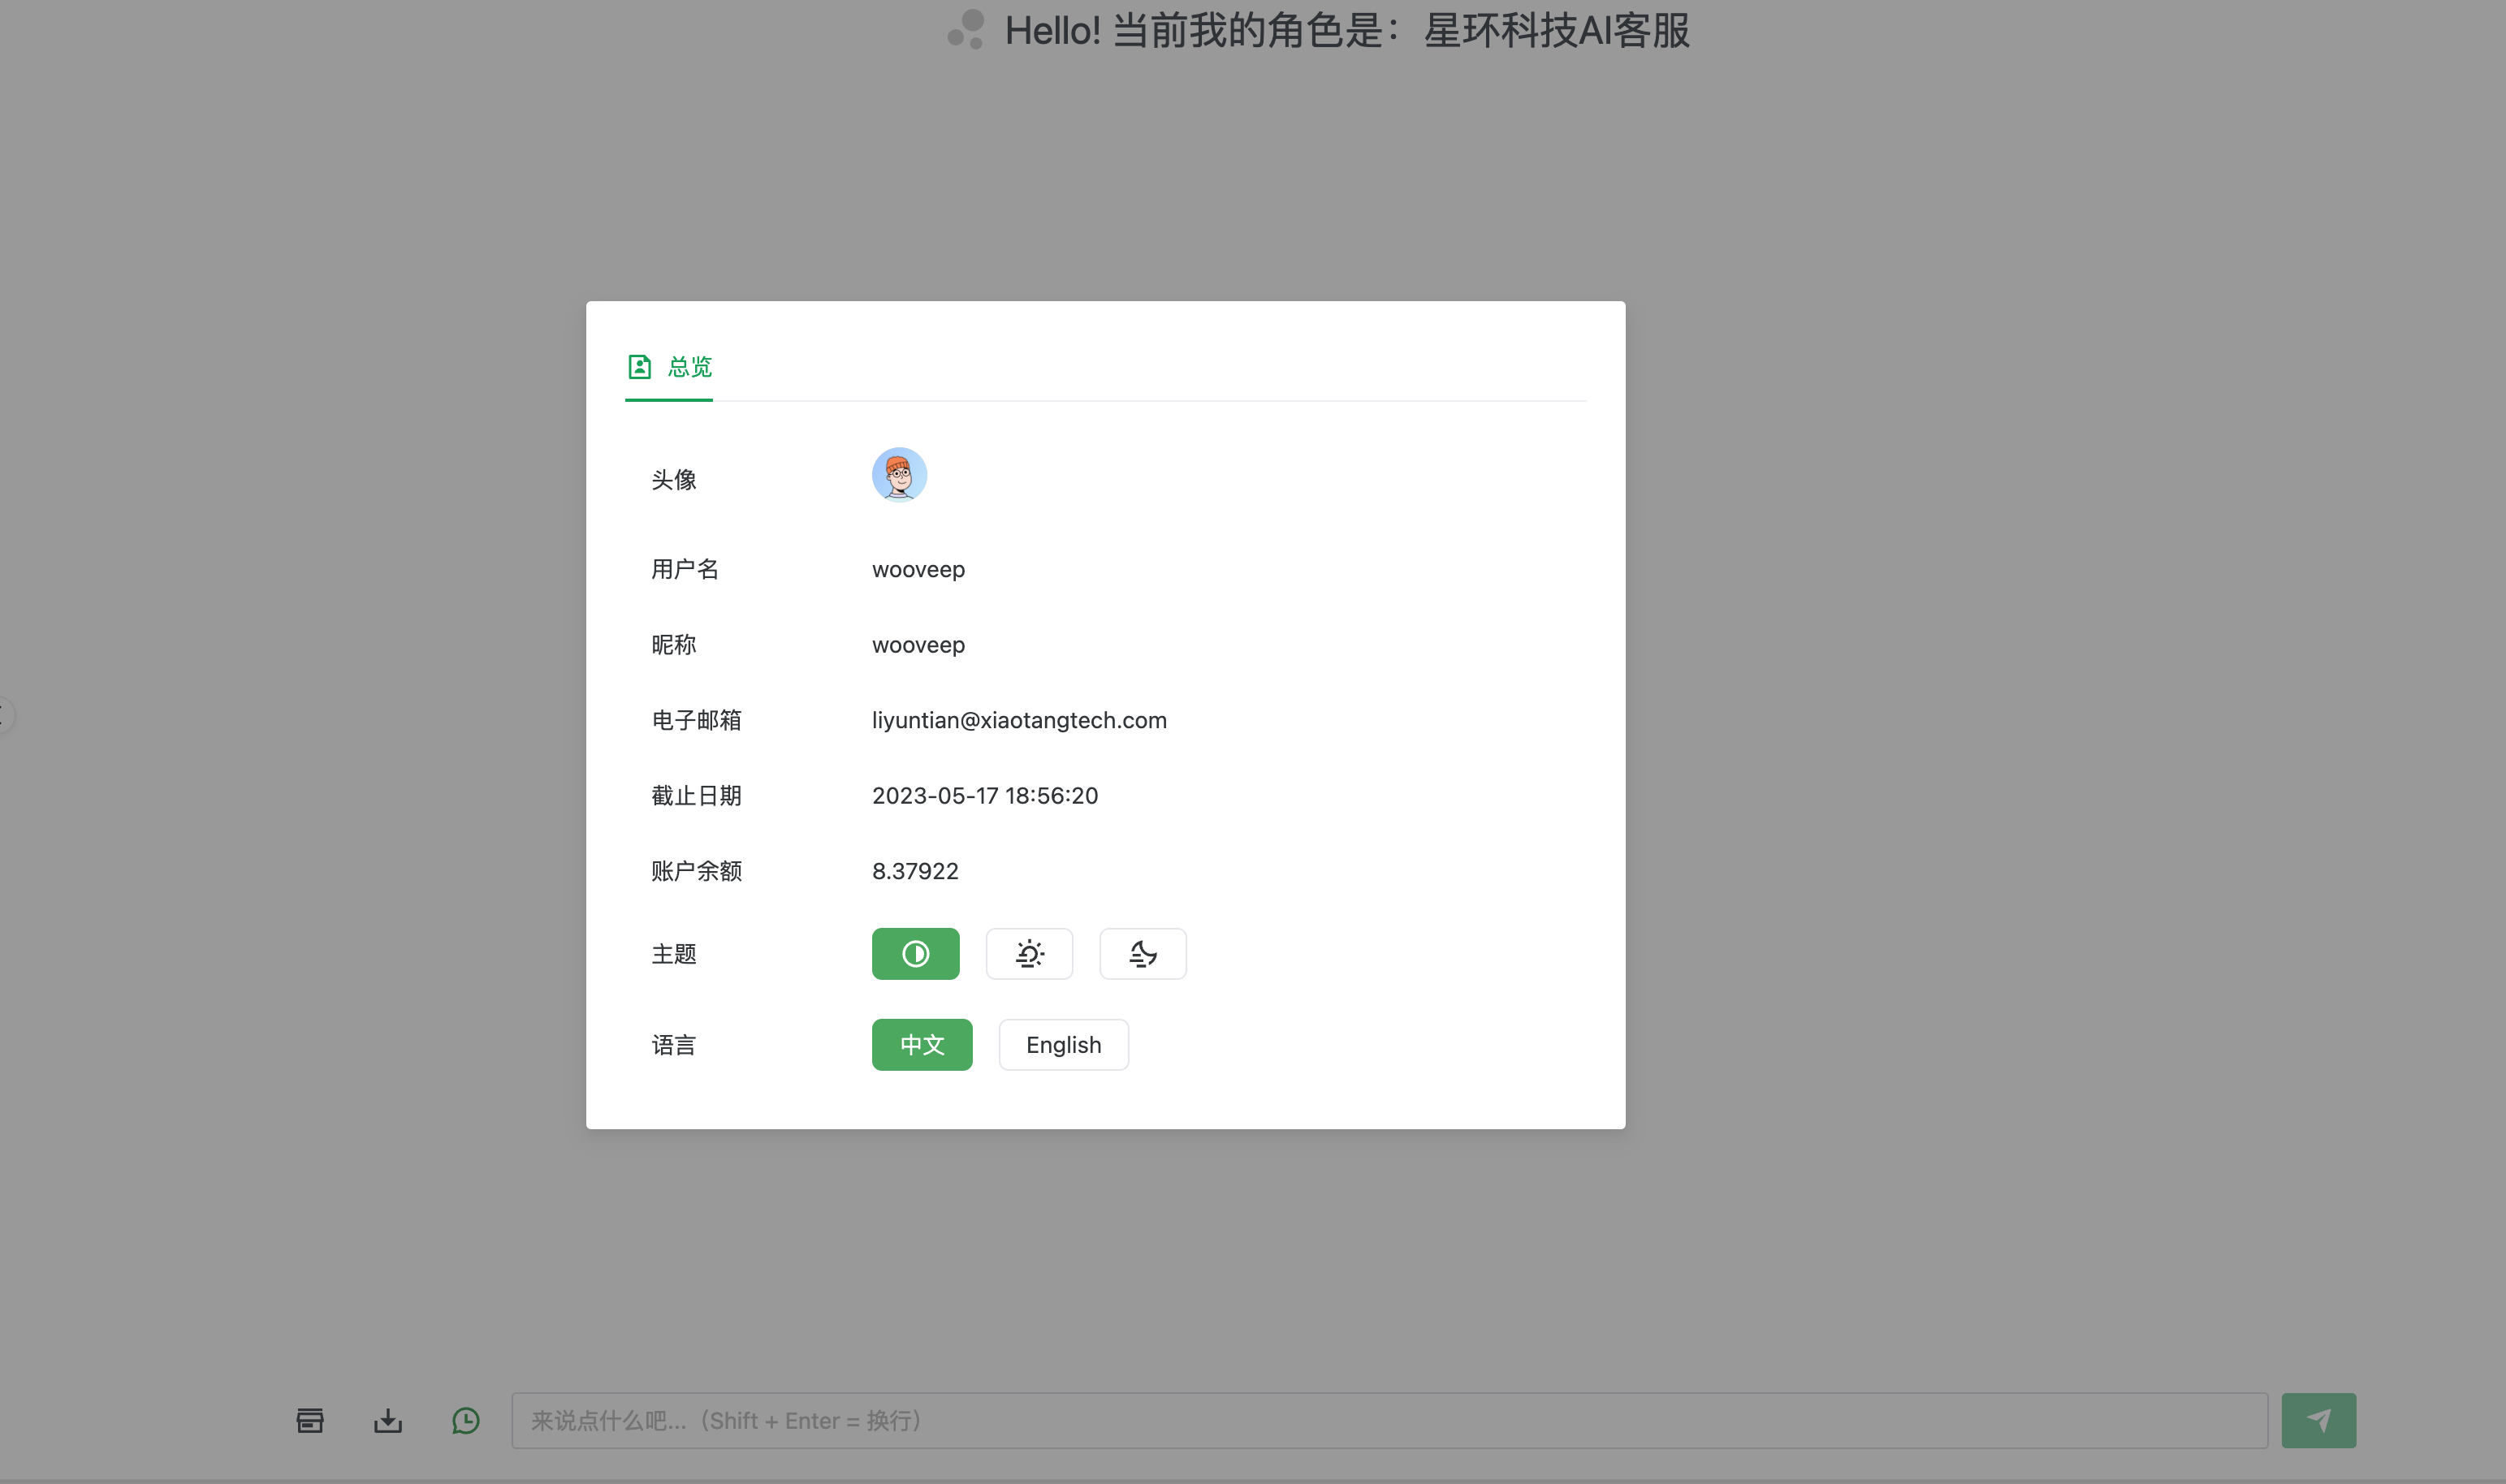 Hello! 当前我的角色是：星环科技AI客服
总览
头像
用户名 wooveep
昵称 wooveep
电子邮箱 liyuntian@xiaotangtech.com
截止日期 2023-05-17 18:56:20
账户余额 8.37922
主题
语言 中文 English
来说点什么吧...（Shift + Enter = 换行）